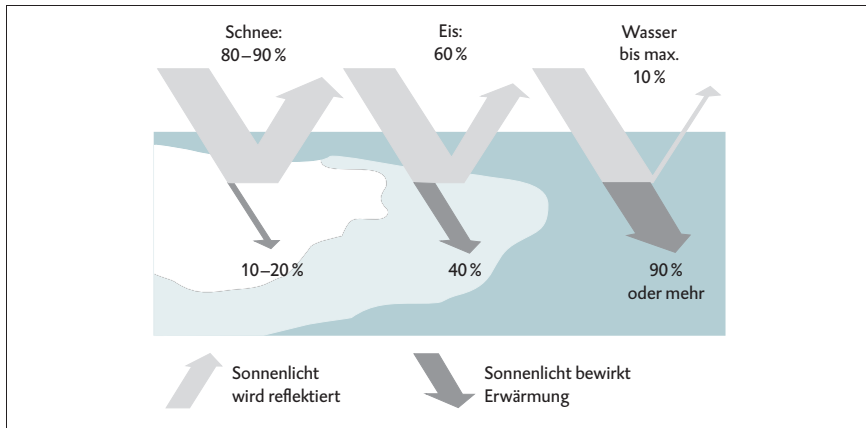 Schnee:
80–90 %
Eis:
60 %
Wasser
bis max.
10 %
10–20 %
40 %
90 %
oder mehr
Sonnenlicht
wird reflektiert
Sonnenlicht bewirkt
Erwärmung